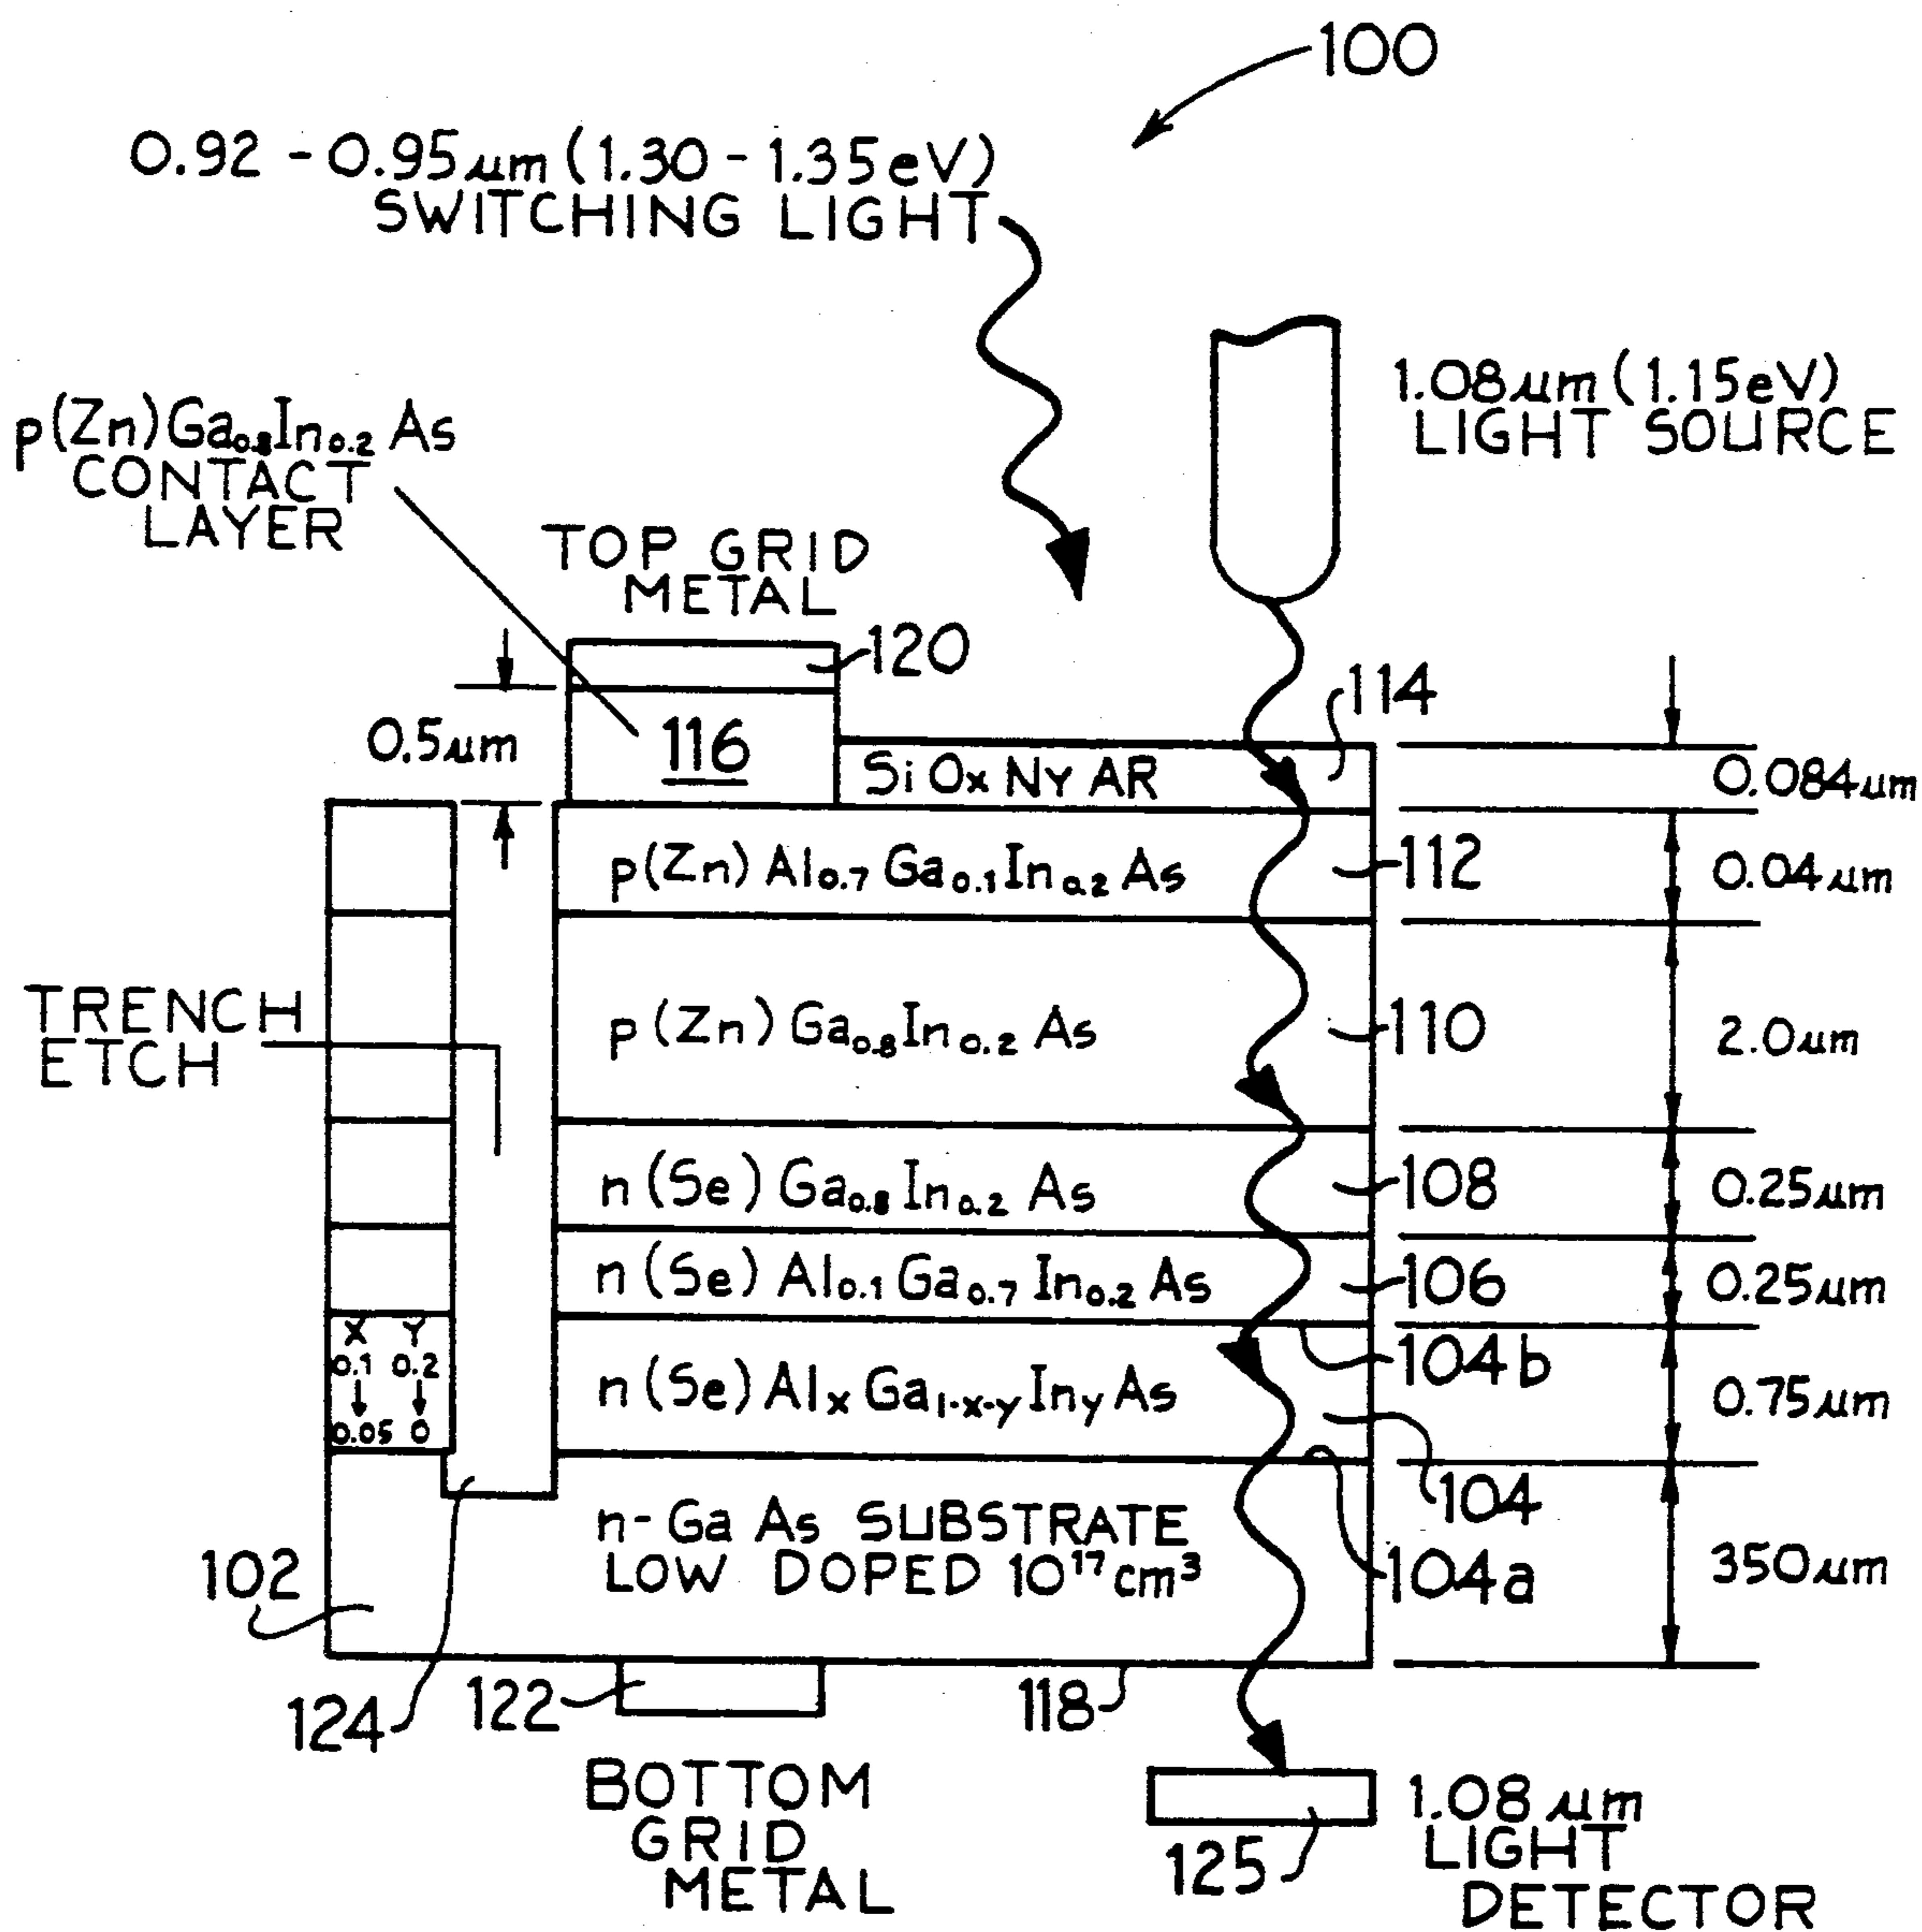 100
0.92 - 0.95μm (1.30 - 1.35eV)
SWITCHING LIGHT
1.08μm (1.15eV)
LIGHT SOURCE
p(Zn)Ga0.8In0.2 As
CONTACT
LAYER
TOP GRID
METAL
120
114
0.5μm
116
SiOx NY AR
0.084μm
p(Zn) Al0.7 Ga0.1 In0.2 As
112
0.04μm
TRENCH
ETCH
p (Zn) Ga0.8 In0.2 As
110
2.0μm
n (Se) Ga0.8 In0.2 As
108
0.25μm
n (Se) Al0.1 Ga0.7 In0.2 As
106
0.25μm
X Y
0.1 0.2
0.05 0
n (Se) Alx Ga1-x-y Iny As
104b
0.75μm
104
n- Ga As SUBSTRATE
LOW DOPED 10¹⁷ cm³
104a
350μm
102
124
122
118
BOTTOM
GRID
METAL
125
1.08 μm
LIGHT
DETECTOR